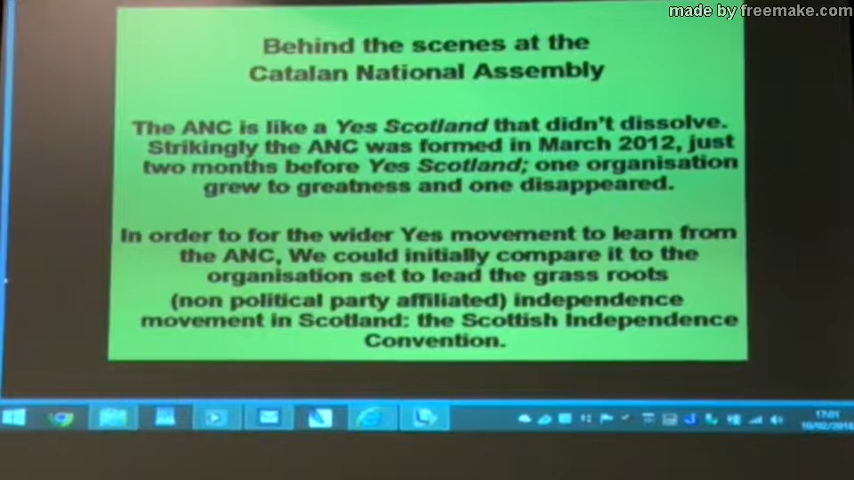 made by freemake.com
Behind the scenes at the
Catalan National Assembly
The ANC is like a Yes Scotland that didn't dissolve.
Strikingly the ANC was formed in March 2012, just
two months before Yes Scotland; one organisation
grew to greatness and one disappeared.
In order to for the wider Yes movement to learn from
the ANC, We could initially compare it to the
organisation set to lead the grass roots
(non political party affiliated) independence
movement in Scotland: the Scottish Independence
Convention.
17:01